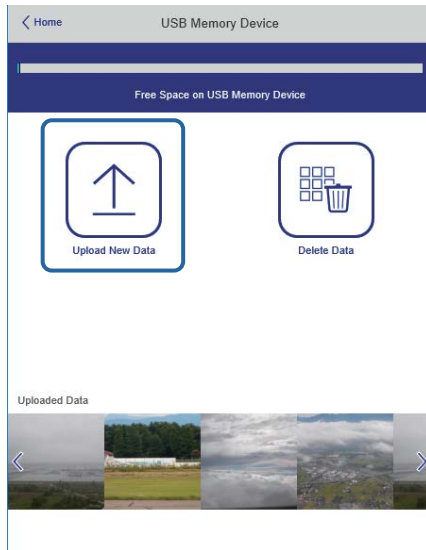 Home
USB Memory Device
Free Space on USB Memory Device
Upload New Data
Delete Data
Uploaded Data